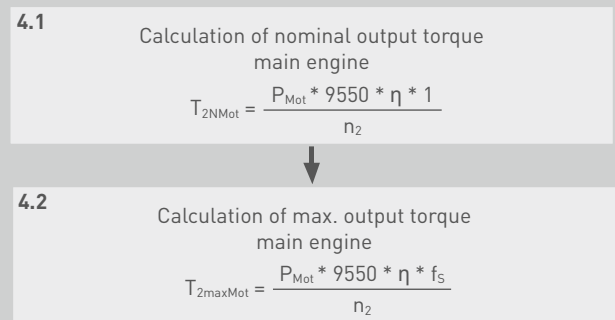 4.1
Calculation of nominal output torque
main engine
T2NMot = PMot * 9550 * η * 1
n2
4.2
Calculation of max. output torque
main engine
T2maxMot = PMot * 9550 * η * fS
n2